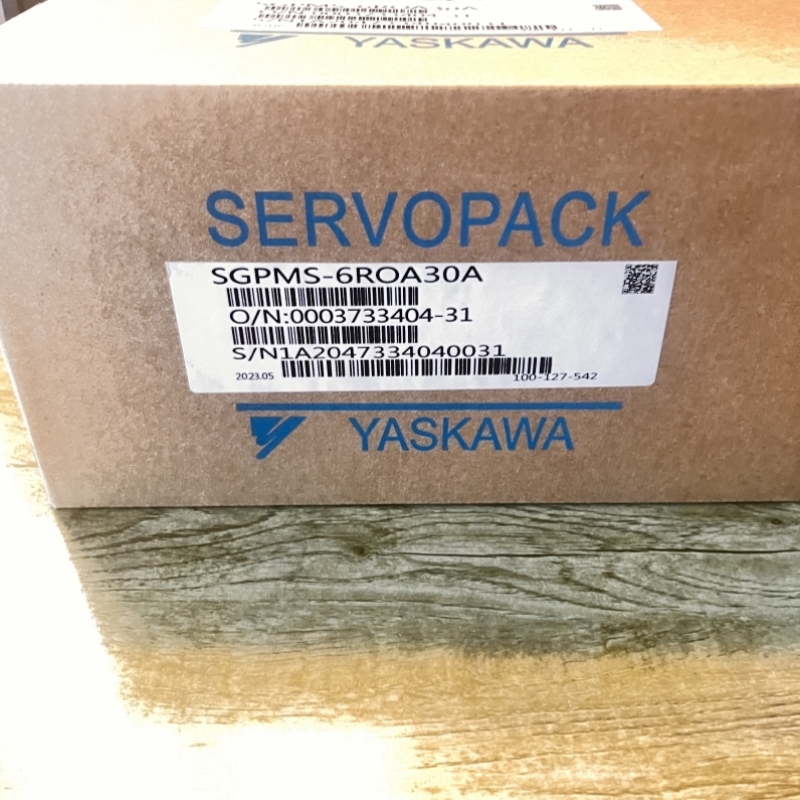 YASKAWA
SERVOPACK
SGPMS-6ROA30A
O/N:0003733404-31
S/N1A2047334040031
2023.05
100-127-542
YASKAWA